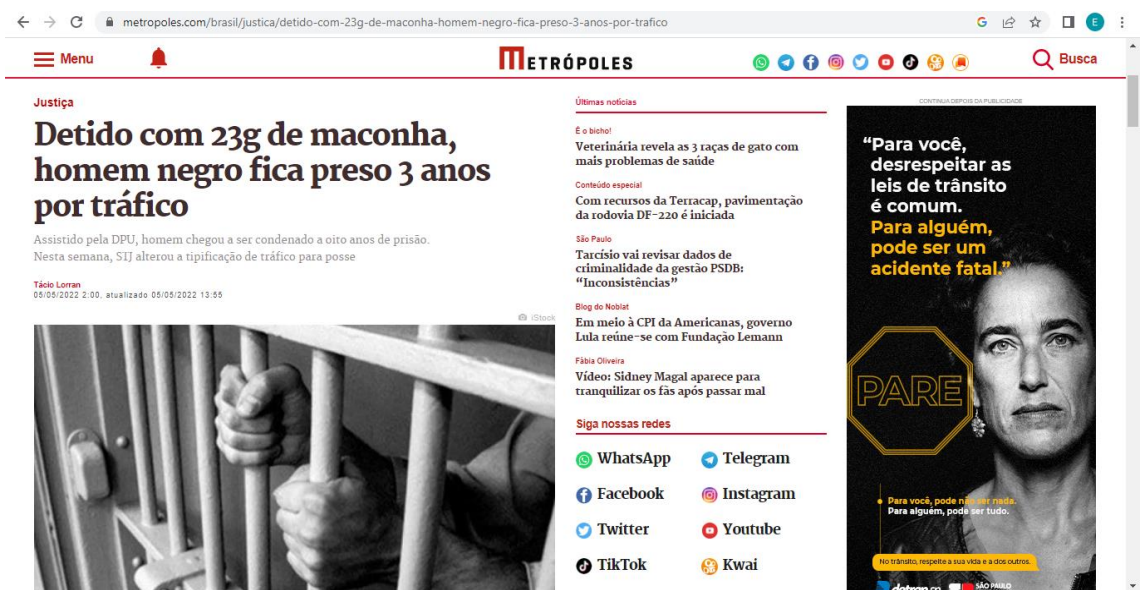 metropoles.com/brasil/justica/detido-com-23g-de-maconha-homem-negro-fica-preso-3-anos-por-trafico
Menu
METRÓPOLES
Busca
Justiça
Detido com 23g de maconha,
homem negro fica preso 3 anos
por tráfico
Assistido pela DPU, homem chegou a ser condenado a oito anos de prisão.
Nesta semana, STJ alterou a tipificação de tráfico para posse
Tácio Lorran
05/05/2022 2:00, atualizado 05/05/2022 13:55
iStock
Últimas notícias
É o bicho!
Veterinária revela as 3 raças de gato com
mais problemas de saúde
Conteúdo especial
Com recursos da Terracap, pavimentação
da rodovia DF-220 é iniciada
São Paulo
Tarcísio vai revisar dados de
criminalidade da gestão PSDB:
“Inconsistências”
Blog do Noblat
Em meio à CPI da Americanas, governo
Lula reúne-se com Fundação Lemann
Fábia Oliveira
Vídeo: Sidney Magal aparece para
tranquilizar os fãs após passar mal
Siga nossas redes
WhatsApp Telegram
Facebook Instagram
Twitter Youtube
TikTok Kwai
CONTINUA DEPOIS DA PUBLICIDADE
“Para você,
desrespeitar as
leis de trânsito
é comum.
Para alguém,
pode ser um
acidente fatal.”
PARE
Para você, pode não ser nada.
Para alguém, pode ser tudo.
No trânsito, respeite a sua vida e a dos outros.
detran.sp SÃO PAULO